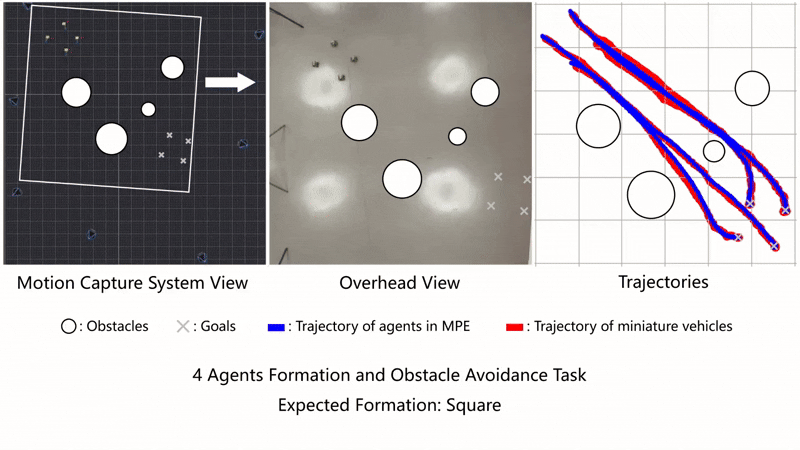 Motion Capture System View
Overhead View
Trajectories
: Obstacles
: Goals
: Trajectory of agents in MPE
: Trajectory of miniature vehicles
4 Agents Formation and Obstacle Avoidance Task
Expected Formation: Square